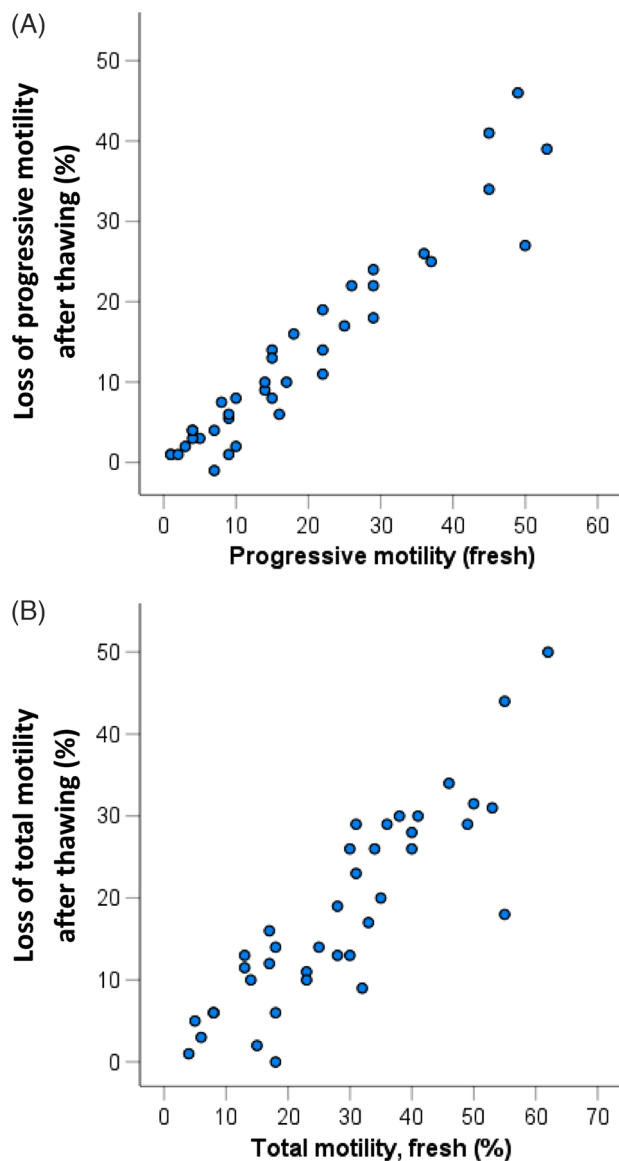 (A)
Loss of progressive motility
after thawing (%)
50
40
30
20
10
0
0 10 20 30 40 50 60
Progressive motility (fresh)
(B)
Loss of total motility
after thawing (%)
50
40
30
20
10
0
0 10 20 30 40 50 60 70
Total motility, fresh (%)